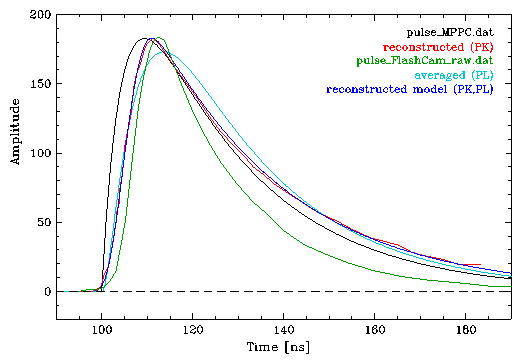 200
pulse_MPPC.dat
reconstructed (PK)
pulse_FlashCam_raw.dat
averaged (PL)
reconstructed model (PK,PL)
150
Amplitude
100
50
0
100 120 140 160 180
Time [ns]